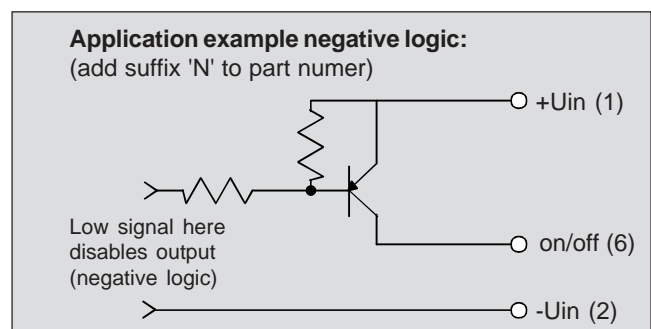 Application example negative logic:
(add suffix 'N' to part numer)
+Uin (1)
Low signal here
disables output
(negative logic)
on/off (6)
-Uin (2)